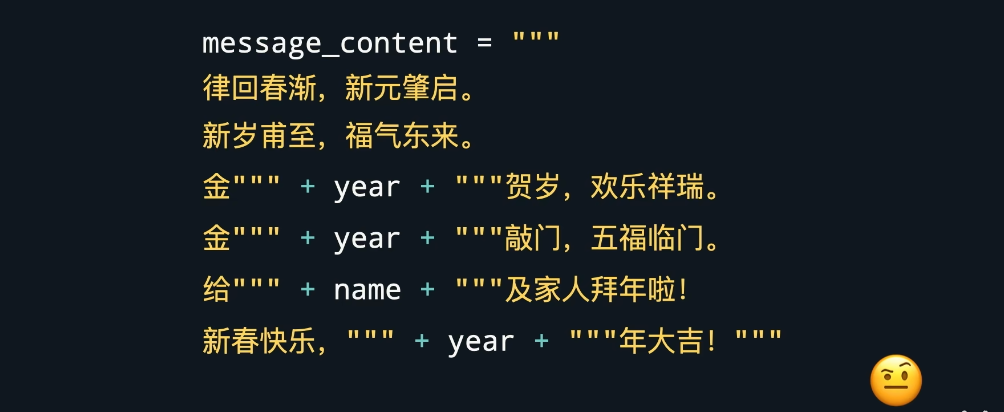 message_content = """
律回春渐，新元肇启。
新岁甫至，福气东来。
金""" + year + """贺岁，欢乐祥瑞。
金""" + year + """敲门，五福临门。
给""" + name + """及家人拜年啦！
新春快乐，""" + year + """年大吉！"""